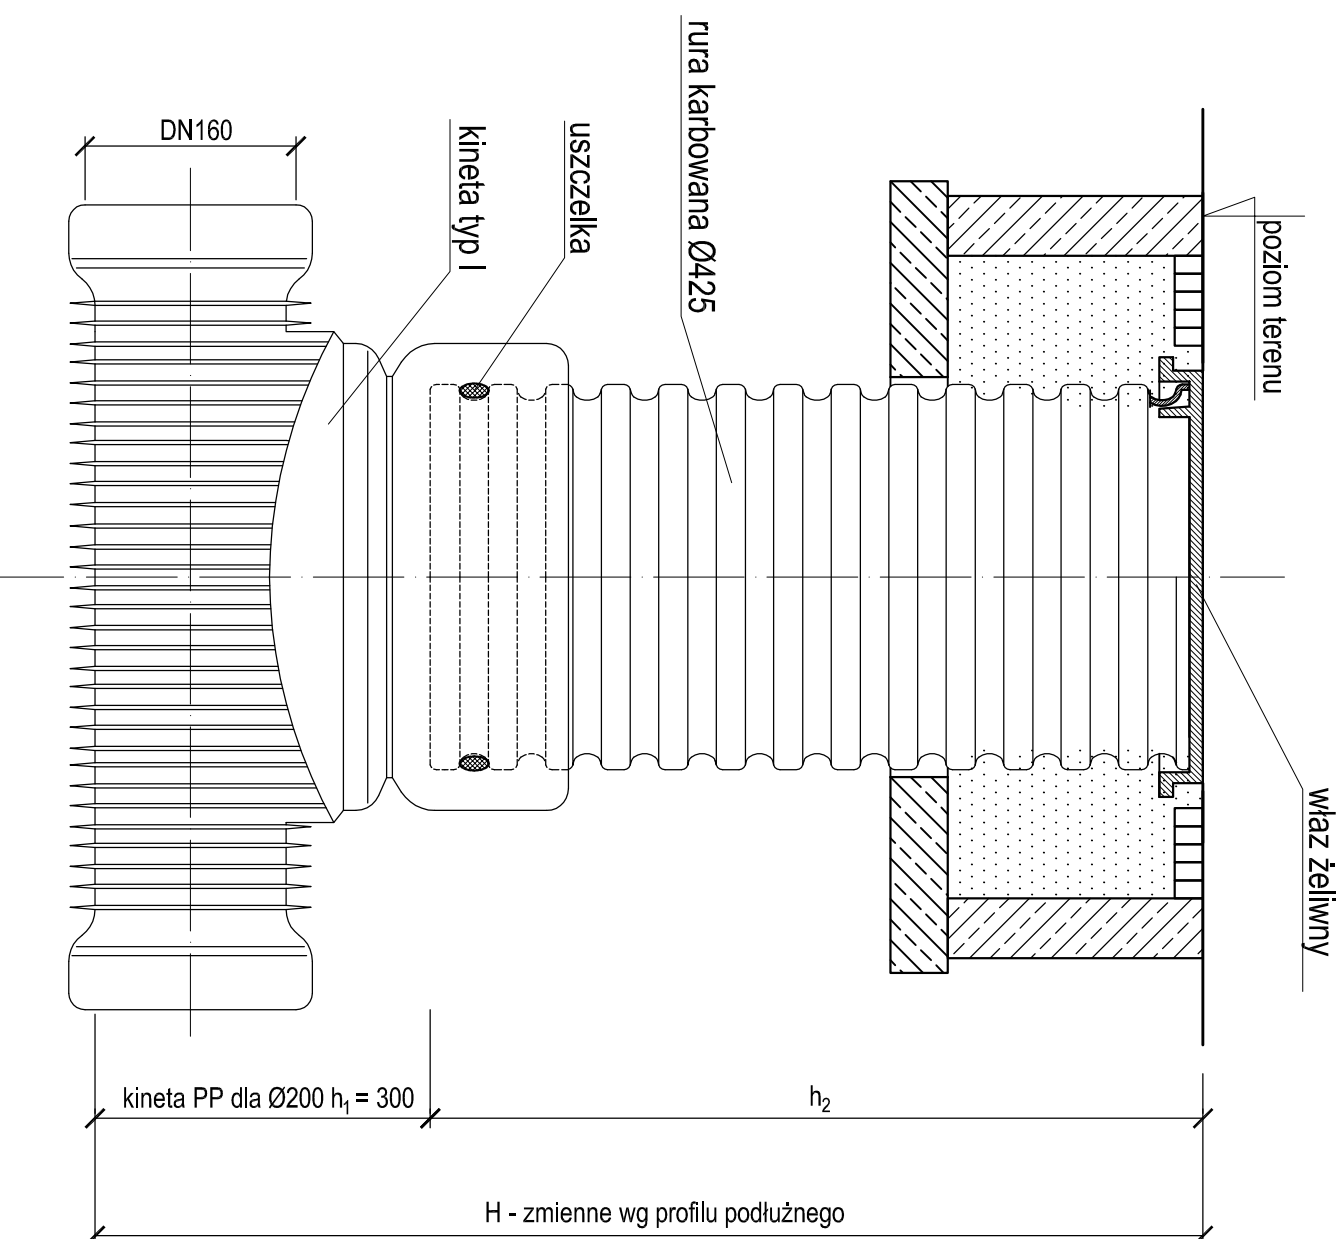 rura karbowana Ø425
DN160
kineta typ I
uszczelka
poziom terenu
właz żeliwny
kineta PP dla Ø200 h₁ = 300
h₂
H - zmienne wg profilu podłużnego